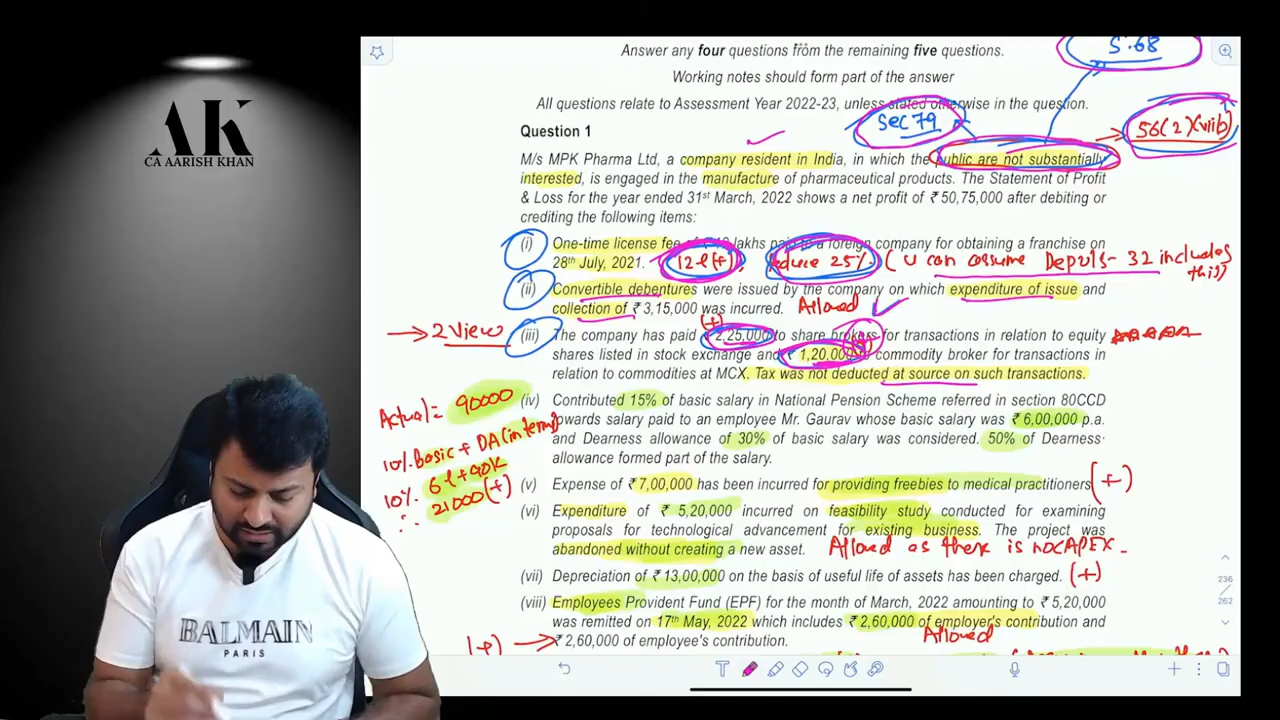 AK
CA AARISH KHAN
BALMAIN
PARIS
Answer any four questions from the remaining five questions.
S.68
Working notes should form part of the answer
All questions relate to Assessment Year 2022-23, unless stated otherwise in the question.
Sec 79
56(2)(viib)
Question 1
M/s MPK Pharma Ltd, a company resident in India, in which the public are not substantially
interested, is engaged in the manufacture of pharmaceutical products. The Statement of Profit
& Loss for the year ended 31st March, 2022 shows a net profit of ₹ 50,75,000 after debiting or
crediting the following items:
(i) One-time license fee of ₹ 12 lakhs paid to a foreign company for obtaining a franchise on
28th July, 2021. 12 l (+), reduce 25%. (u can assume Depuls- 32 includes
this)
(ii) Convertible debentures were issued by the company on which expenditure of issue and
collection of ₹ 3,15,000 was incurred. Allowed
(+)
→ 2 View (iii) The company has paid ₹ 2,25,000 to share brokers for transactions in relation to equity
shares listed in stock exchange and ₹ 1,20,000 to commodity broker for transactions in
relation to commodities at MCX. Tax was not deducted at source on such transactions.
(iv) Contributed 15% of basic salary in National Pension Scheme referred in section 80CCD
towards salary paid to an employee Mr. Gaurav whose basic salary was ₹ 6,00,000 p.a.
and Dearness allowance of 30% of basic salary was considered. 50% of Dearness
allowance formed part of the salary.
Actual = 90000
10% Basic + DA (in terms)
10% 6l + 90K
∴ 21000 (+)
(v) Expense of ₹ 7,00,000 has been incurred for providing freebies to medical practitioners (+)
(vi) Expenditure of ₹ 5,20,000 incurred on feasibility study conducted for examining
proposals for technological advancement for existing business. The project was
abandoned without creating a new asset. Allowed as there is no CAPEX.
(vii) Depreciation of ₹ 13,00,000 on the basis of useful life of assets has been charged. (+)
(viii) Employees Provident Fund (EPF) for the month of March, 2022 amounting to ₹ 5,20,000
was remitted on 17th May, 2022 which includes ₹ 2,60,000 of employer's contribution and
Allowed
(+) → ₹ 2,60,000 of employee's contribution.
236
262